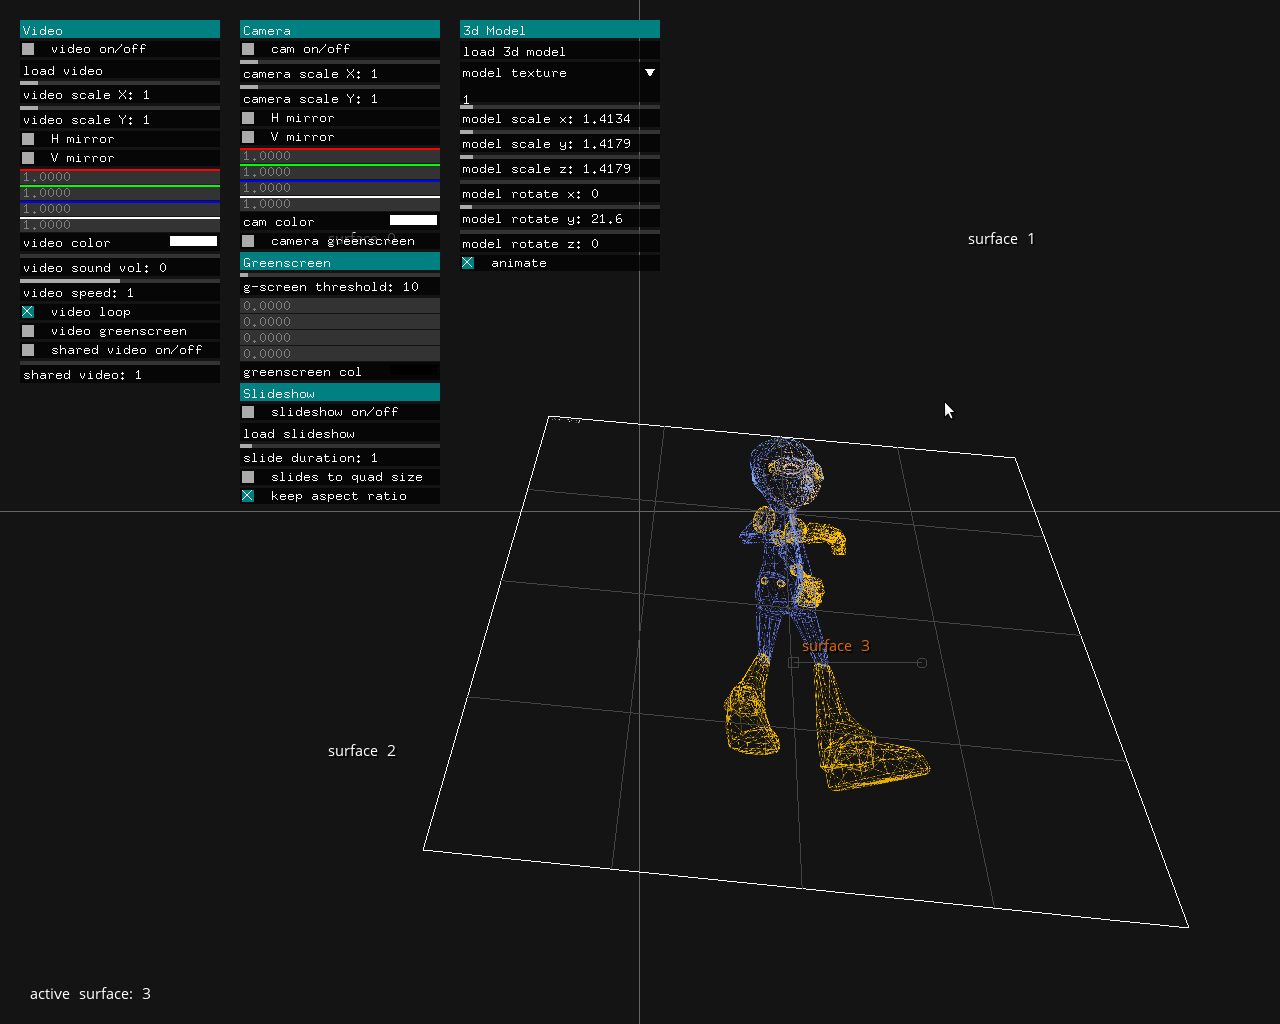 Video
video on/off
load video
video scale X: 1
video scale Y: 1
H mirror
V mirror
1.0000
1.0000
1.0000
1.0000
video color
video sound vol: 0
video speed: 1
video loop
video greenscreen
shared video on/off
shared video: 1
Camera
cam on/off
camera scale X: 1
camera scale Y: 1
H mirror
V mirror
1.0000
1.0000
1.0000
1.0000
cam color
surface 0
camera greenscreen
Greenscreen
g-screen threshold: 10
0.0000
0.0000
0.0000
0.0000
greenscreen col
Slideshow
slideshow on/off
load slideshow
slide duration: 1
slides to quad size
keep aspect ratio
3d Model
load 3d model
model texture
1
model scale x: 1.4134
model scale y: 1.4179
model scale z: 1.4179
model rotate x: 0
model rotate y: 21.6
model rotate z: 0
animate
surface 1
surface 3
surface 2
active surface: 3